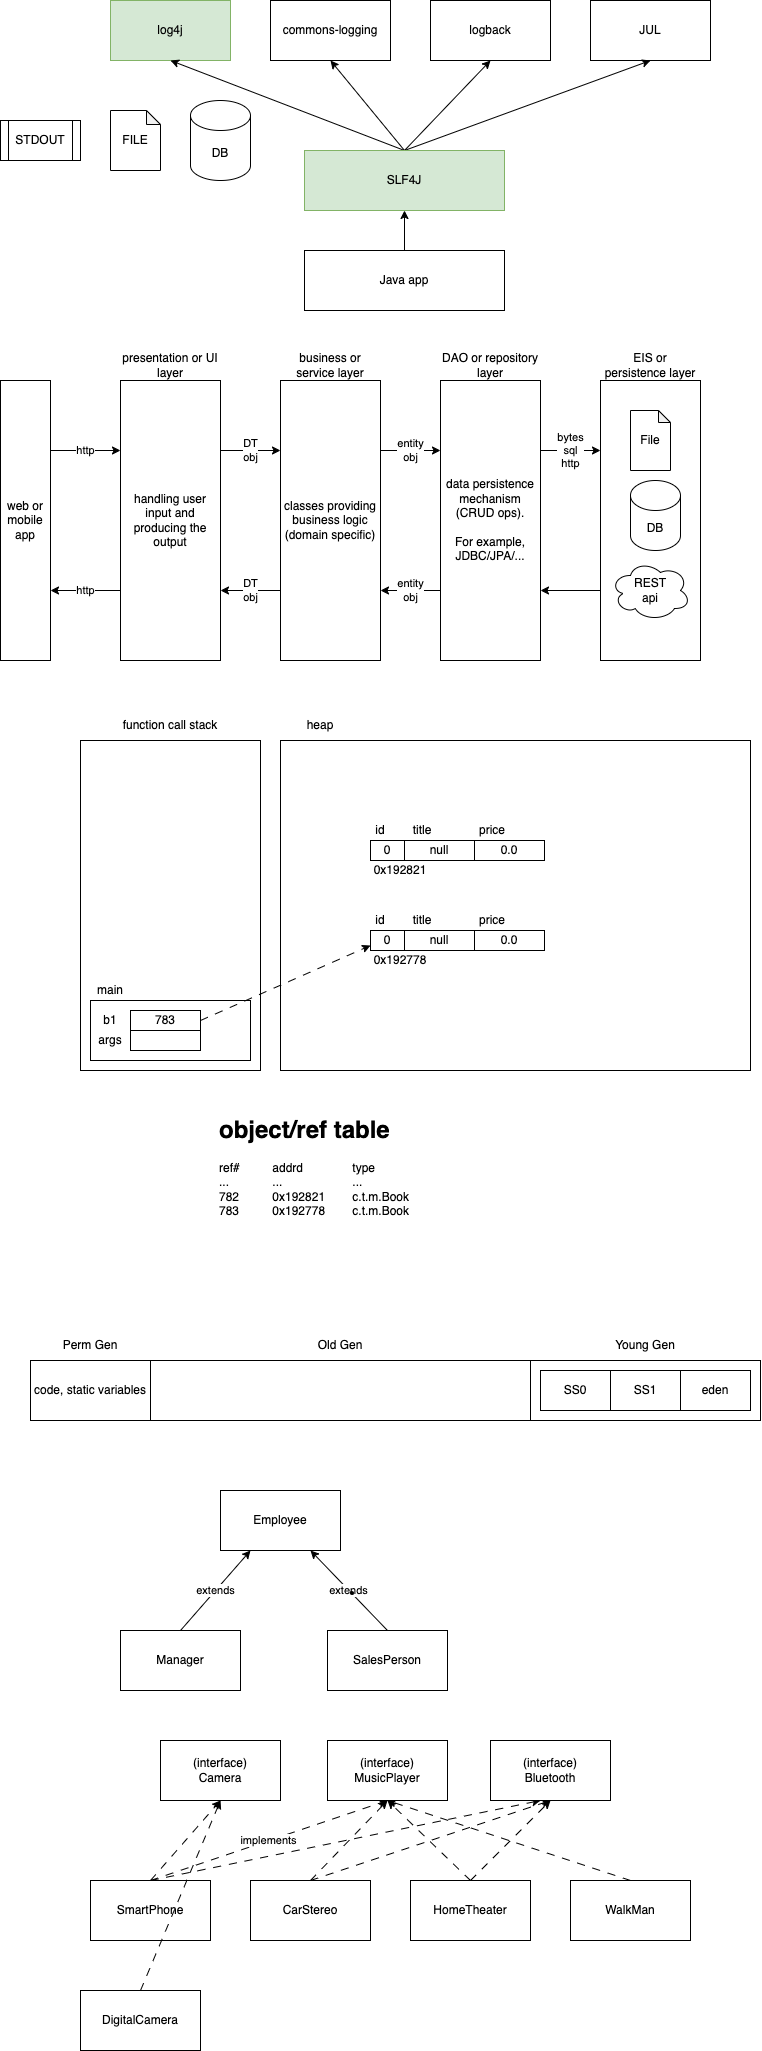 log4j
commons-logging
logback
JUL
STDOUT
FILE
DB
SLF4J
Java app
presentation or UI
layer
business or
service layer
DAO or repository
layer
EIS or
persistence layer
web or
mobile
app
http
http
handling user
input and
producing the
output
DT
obj
DT
obj
classes providing
business logic
(domain specific)
entity
obj
entity
obj
data persistence
mechanism
(CRUD ops).
For example,
JDBC/JPA/...
bytes
sql
http
File
DB
REST
api
function call stack
heap
id title price
0 null 0.0
0x192821
id title price
0 null 0.0
0x192778
main
b1 783
args
object/ref table
ref# addrd type
... ... ...
782 0x192821 c.t.m.Book
783 0x192778 c.t.m.Book
Perm Gen
Old Gen
Young Gen
code, static variables
SS0
SS1
eden
Employee
extends
extends
Manager
SalesPerson
(interface)
Camera
(interface)
MusicPlayer
(interface)
Bluetooth
implements
SmartPhone
CarStereo
HomeTheater
WalkMan
DigitalCamera